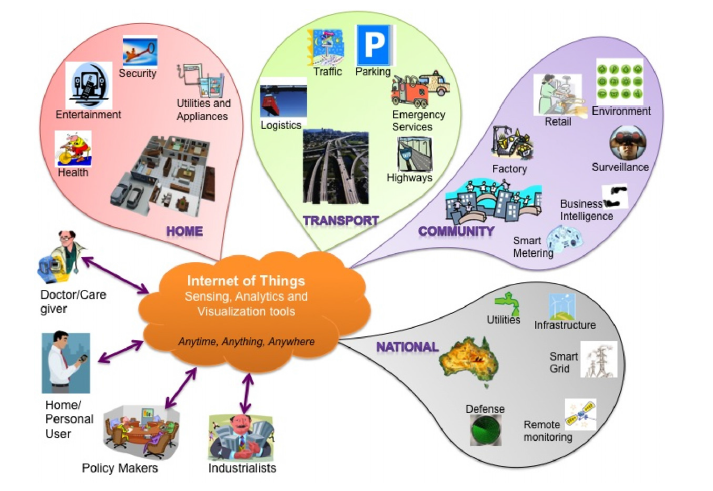 Security
Entertainment
Utilities and
Appliances
Health
HOME
Traffic
P
Parking
Logistics
Emergency
Services
Highways
TRANSPORT
Retail
Environment
Factory
Surveillance
Business
Intelligence
COMMUNITY
Smart
Metering
Internet of Things
Sensing, Analytics and
Visualization tools
Anytime, Anything, Anywhere
Doctor/Care
giver
Home/
Personal
User
Policy Makers
Industrialists
NATIONAL
Utilities
Infrastructure
Smart
Grid
Defense
Remote
monitoring